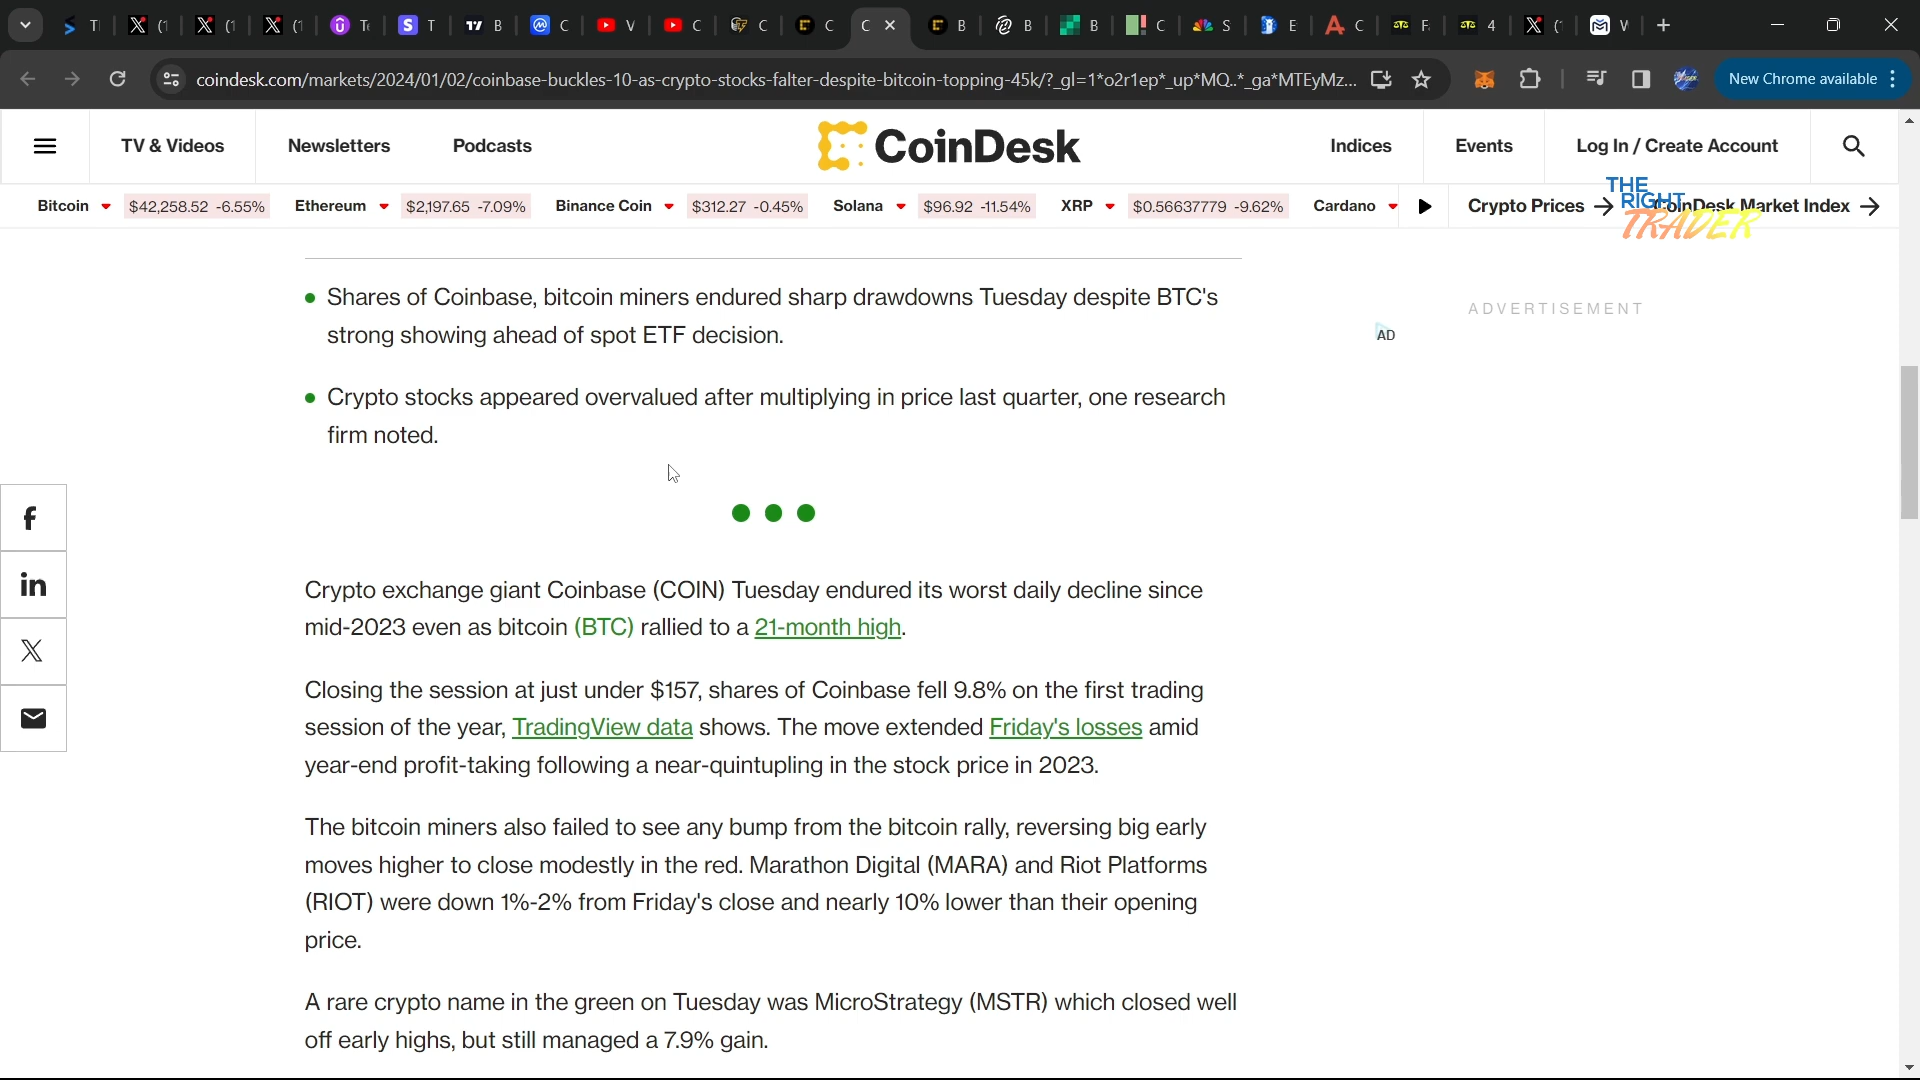 T
(1
(1
(1
Te
T
B
C
V
C
C
C
C
B
B
B
C
S
E
C
F
4
(1
V
coindesk.com/markets/2024/01/02/coinbase-buckles-10-as-crypto-stocks-falter-despite-bitcoin-topping-45k/?_gl=1*o2r1ep*_up*MQ..*_ga*MTEyMz...
New Chrome available
TV & Videos
Newsletters
Podcasts
CoinDesk
Indices
Events
Log In / Create Account
Bitcoin $42,258.52 -6.55% Ethereum $2,197.65 -7.09% Binance Coin $312.27 -0.45% Solana $96.92 -11.54% XRP $0.56637779 -9.62% Cardano
Crypto Prices
CoinDesk Market Index
THE
RIGHT
TRADER
Shares of Coinbase, bitcoin miners endured sharp drawdowns Tuesday despite BTC's
strong showing ahead of spot ETF decision.
ADVERTISEMENT
AD
Crypto stocks appeared overvalued after multiplying in price last quarter, one research
firm noted.
Crypto exchange giant Coinbase (COIN) Tuesday endured its worst daily decline since
mid-2023 even as bitcoin (BTC) rallied to a 21-month high.
Closing the session at just under $157, shares of Coinbase fell 9.8% on the first trading
session of the year, TradingView data shows. The move extended Friday's losses amid
year-end profit-taking following a near-quintupling in the stock price in 2023.
The bitcoin miners also failed to see any bump from the bitcoin rally, reversing big early
moves higher to close modestly in the red. Marathon Digital (MARA) and Riot Platforms
(RIOT) were down 1%-2% from Friday's close and nearly 10% lower than their opening
price.
A rare crypto name in the green on Tuesday was MicroStrategy (MSTR) which closed well
off early highs, but still managed a 7.9% gain.